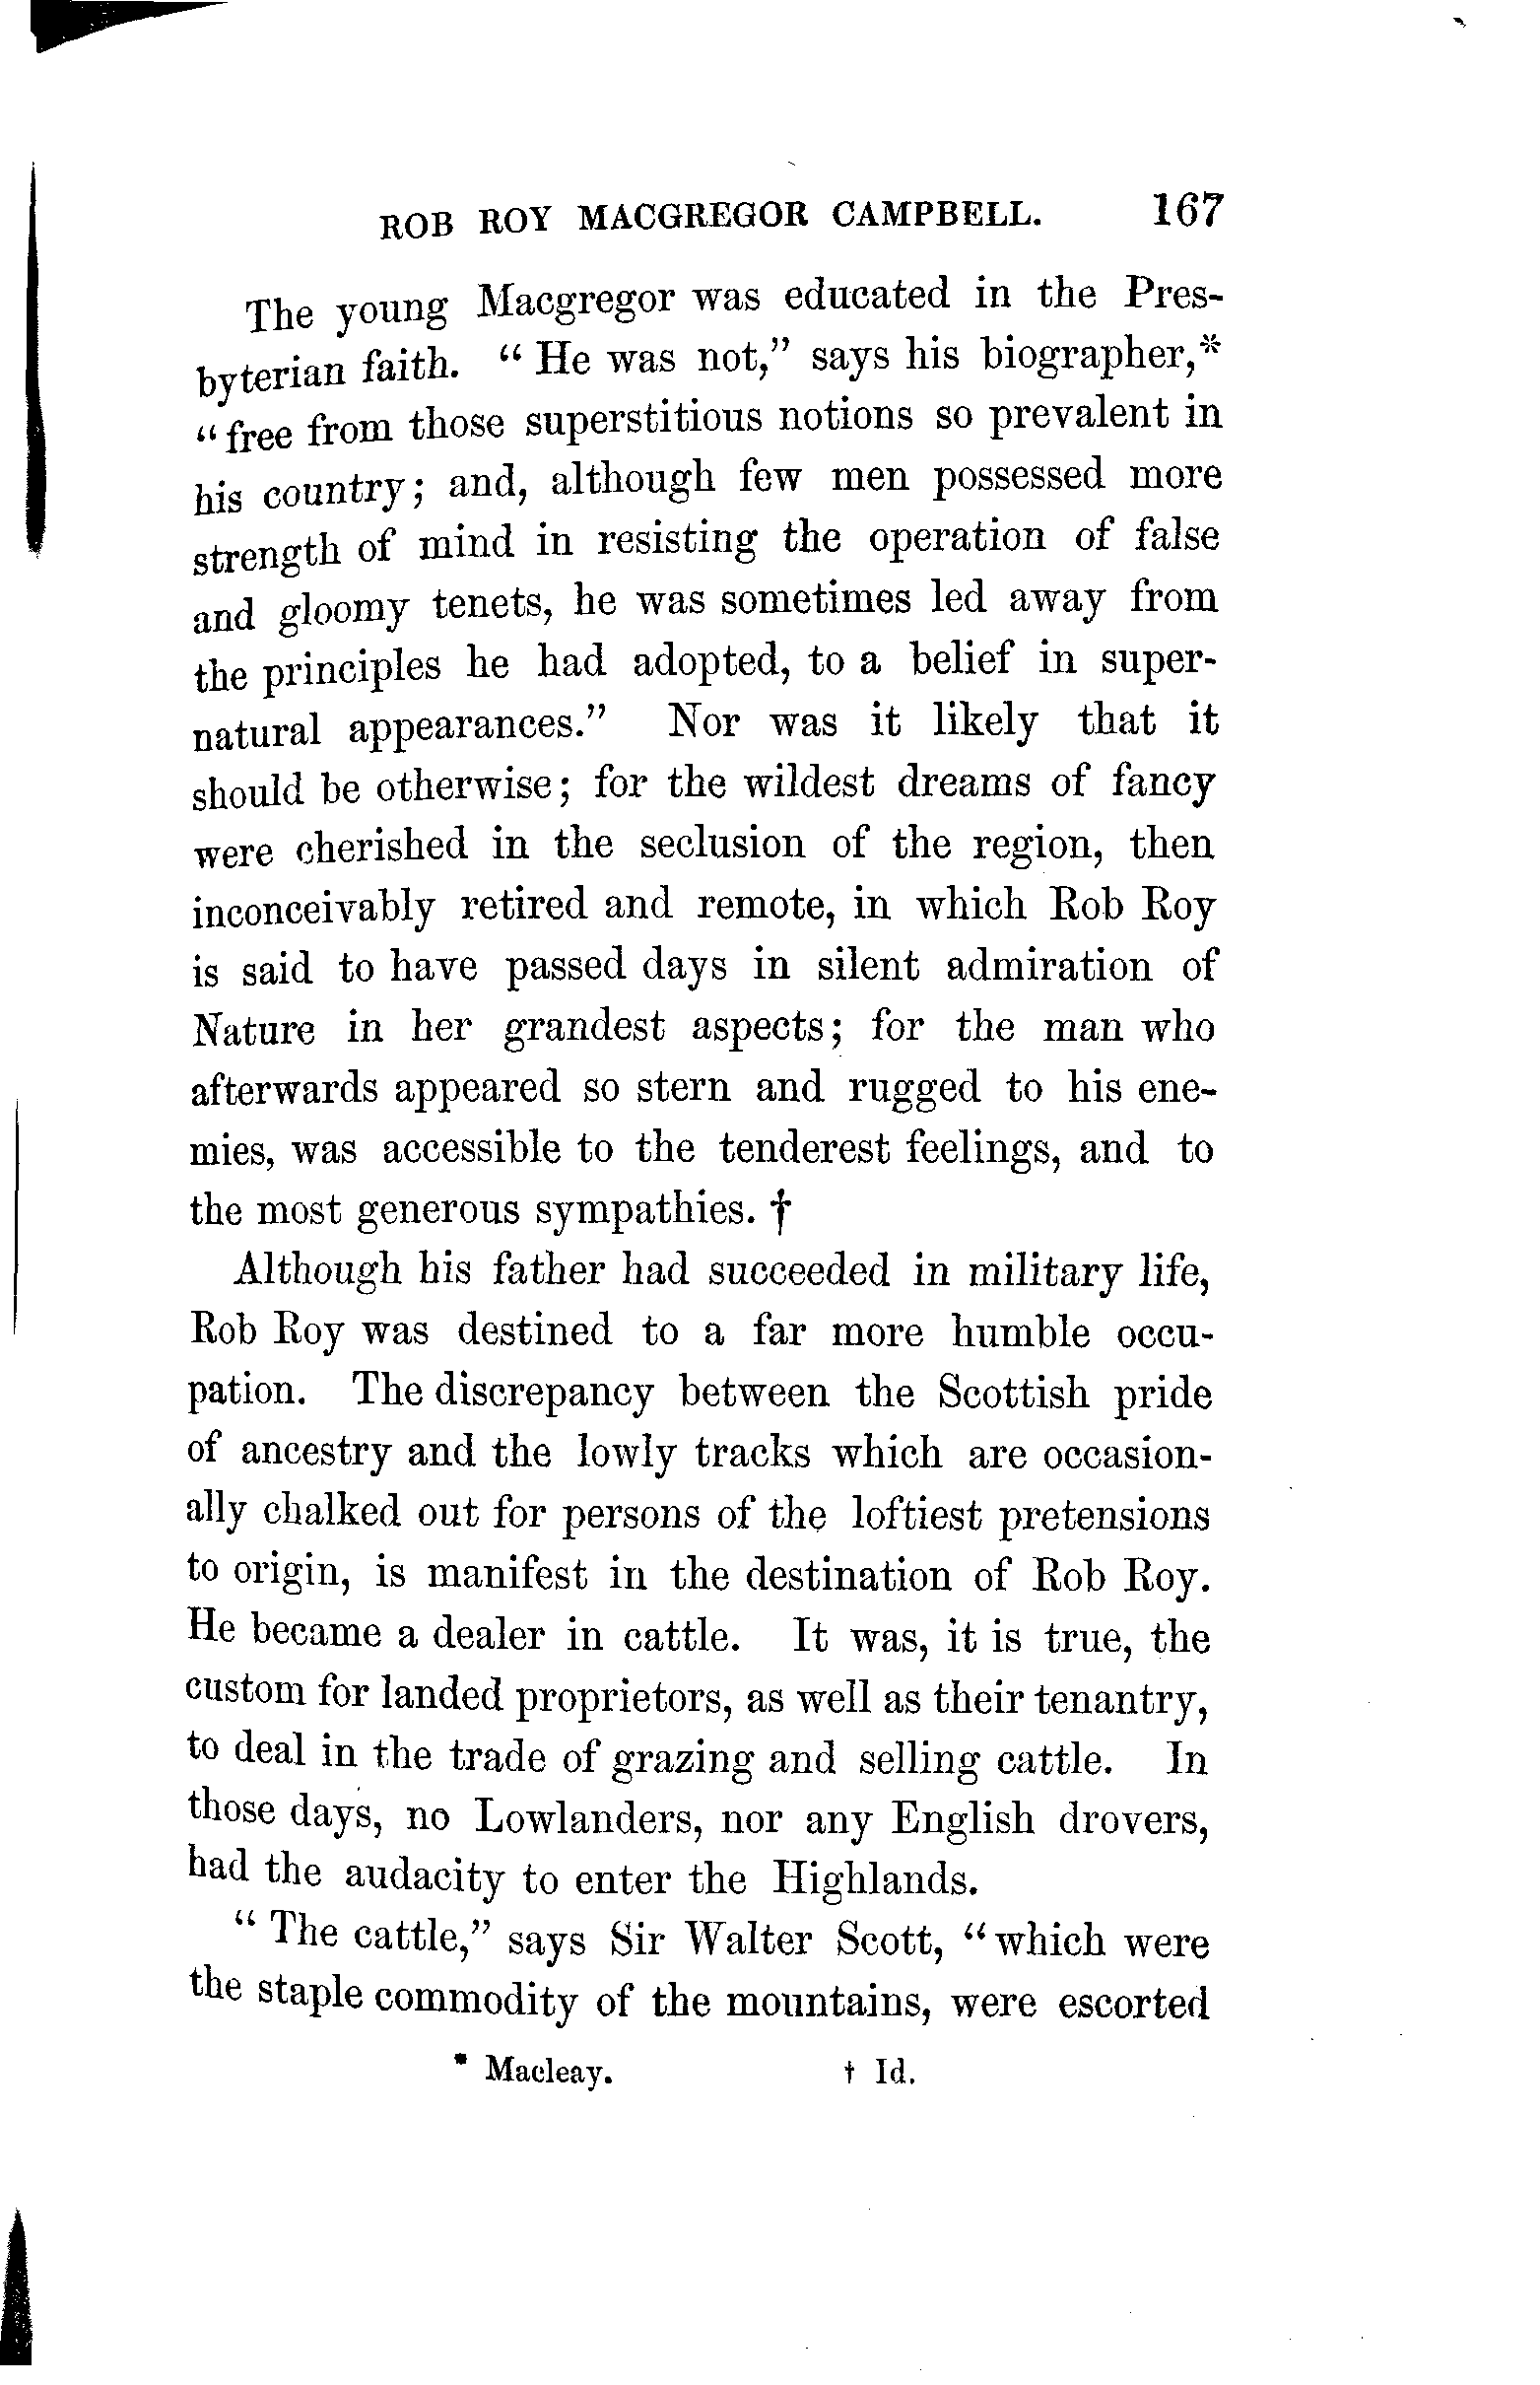 ROB ROY MACGREGOR CAMPBELL. 167
The young Macgregor was educated in the Pres-
byterian faith. “ He was not,” says his biographer,*
“ free from those superstitious notions so prevalent in
his country; and, although few men possessed more
strength of mind in resisting the operation of false
and gloomy tenets, he was sometimes led away from
the principles he had adopted, to a belief in super-
natural appearances.” Nor was it likely that it
should be otherwise; for the wildest dreams of fancy
were cherished in the seclusion of the region, then
inconceivably retired and remote, in which Rob Roy
is said to have passed days in silent admiration of
Nature in her grandest aspects; for the man who
afterwards appeared so stern and rugged to his ene-
mies, was accessible to the tenderest feelings, and to
the most generous sympathies. †
Although his father had succeeded in military life,
Rob Roy was destined to a far more humble occu-
pation. The discrepancy between the Scottish pride
of ancestry and the lowly tracks which are occasion-
ally chalked out for persons of the loftiest pretensions
to origin, is manifest in the destination of Rob Roy.
He became a dealer in cattle. It was, it is true, the
custom for landed proprietors, as well as their tenantry,
to deal in the trade of grazing and selling cattle. In
those days, no Lowlanders, nor any English drovers,
had the audacity to enter the Highlands.
“ The cattle,” says Sir Walter Scott, “ which were
the staple commodity of the mountains, were escorted
* Macleay. † Id.